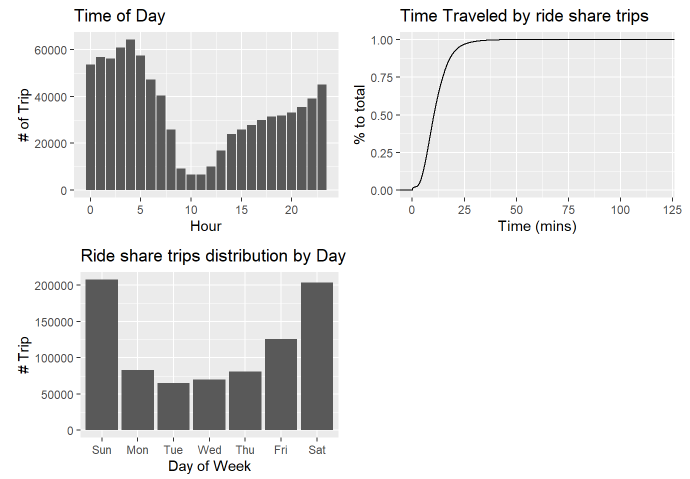 Time of Day
# of Trip
60000
40000
20000
0
0 5 10 15 20
Hour
Time Traveled by ride share trips
% to total
1.00
0.75
0.50
0.25
0.00
0 25 50 75 100 125
Time (mins)
Ride share trips distribution by Day
# Trip
200000
150000
100000
50000
0
Sun Mon Tue Wed Thu Fri Sat
Day of Week